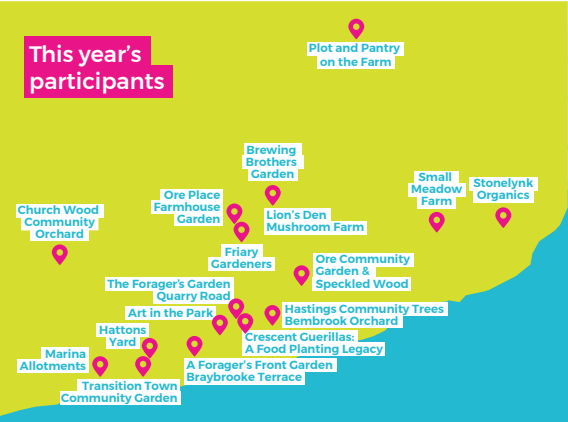 This year's
participants
Plot and Pantry
on the Farm
Brewing
Brothers
Garden
Small
Meadow
Farm
Stonelynk
Organics
Ore Place
Farmhouse
Garden
Church Wood
Community
Orchard
Lion's Den
Mushroom Farm
Friary
Gardeners
Ore Community
Garden &
Speckled Wood
The Forager's Garden
Quarry Road
Art in the Park
Hastings Community Trees
Bembrook Orchard
Hattons
Yard
Crescent Guerillas:
A Food Planting Legacy
Marina
Allotments
A Forager's Front Garden
Braybrooke Terrace
Transition Town
Community Garden